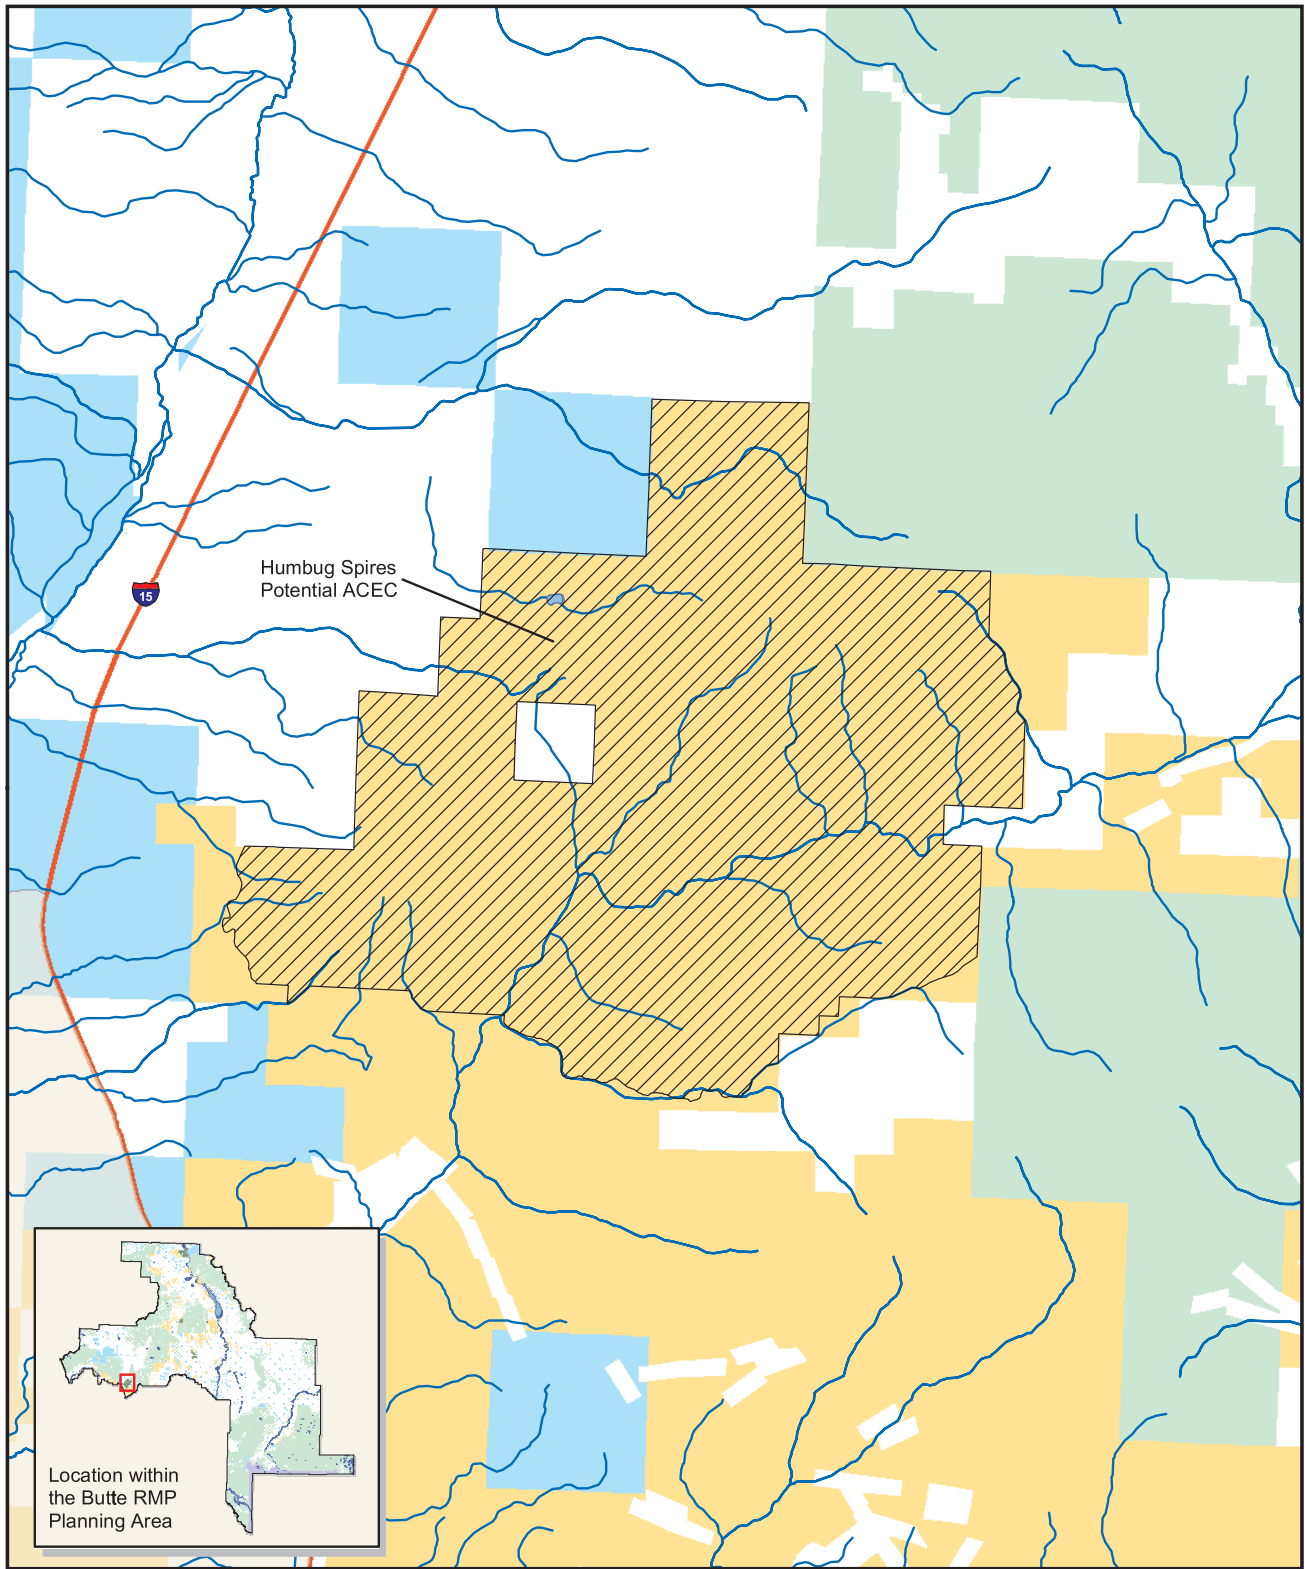 Humbug Spires
Potential ACEC
15
Location within
the Butte RMP
Planning Area